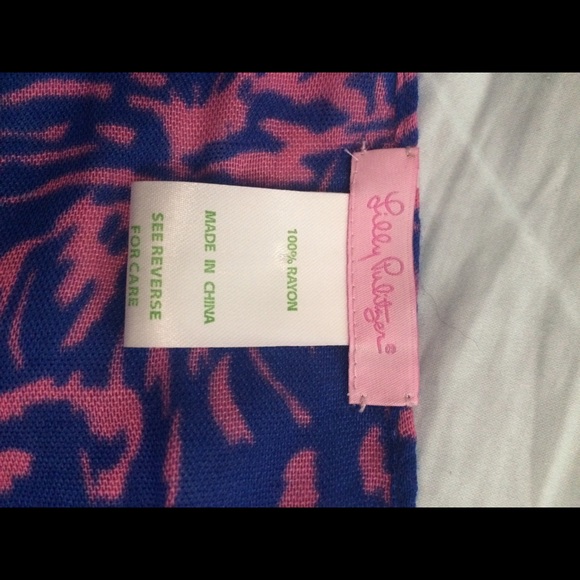 Lilly Pulitzer®
100% RAYON
MADE IN CHINA
SEE REVERSE
FOR CARE